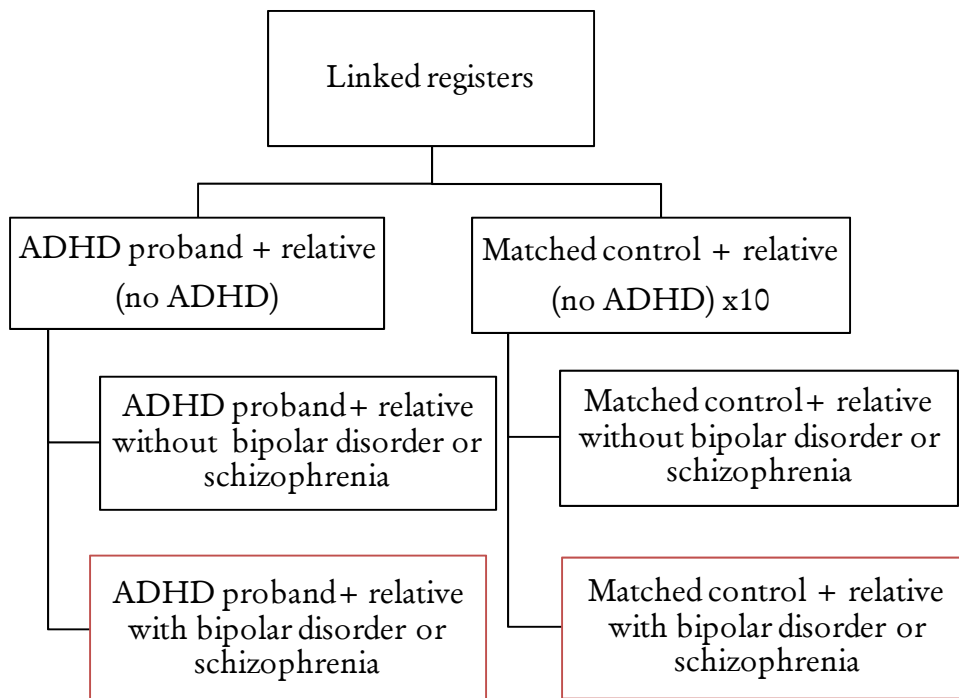 Linked registers
ADHD proband + relative
(no ADHD)
Matched control + relative
(no ADHD) x10
ADHD proband + relative
without bipolar disorder or
schizophrenia
Matched control + relative
without bipolar disorder or
schizophrenia
ADHD proband + relative
with bipolar disorder or
schizophrenia
Matched control + relative
with bipolar disorder or
schizophrenia